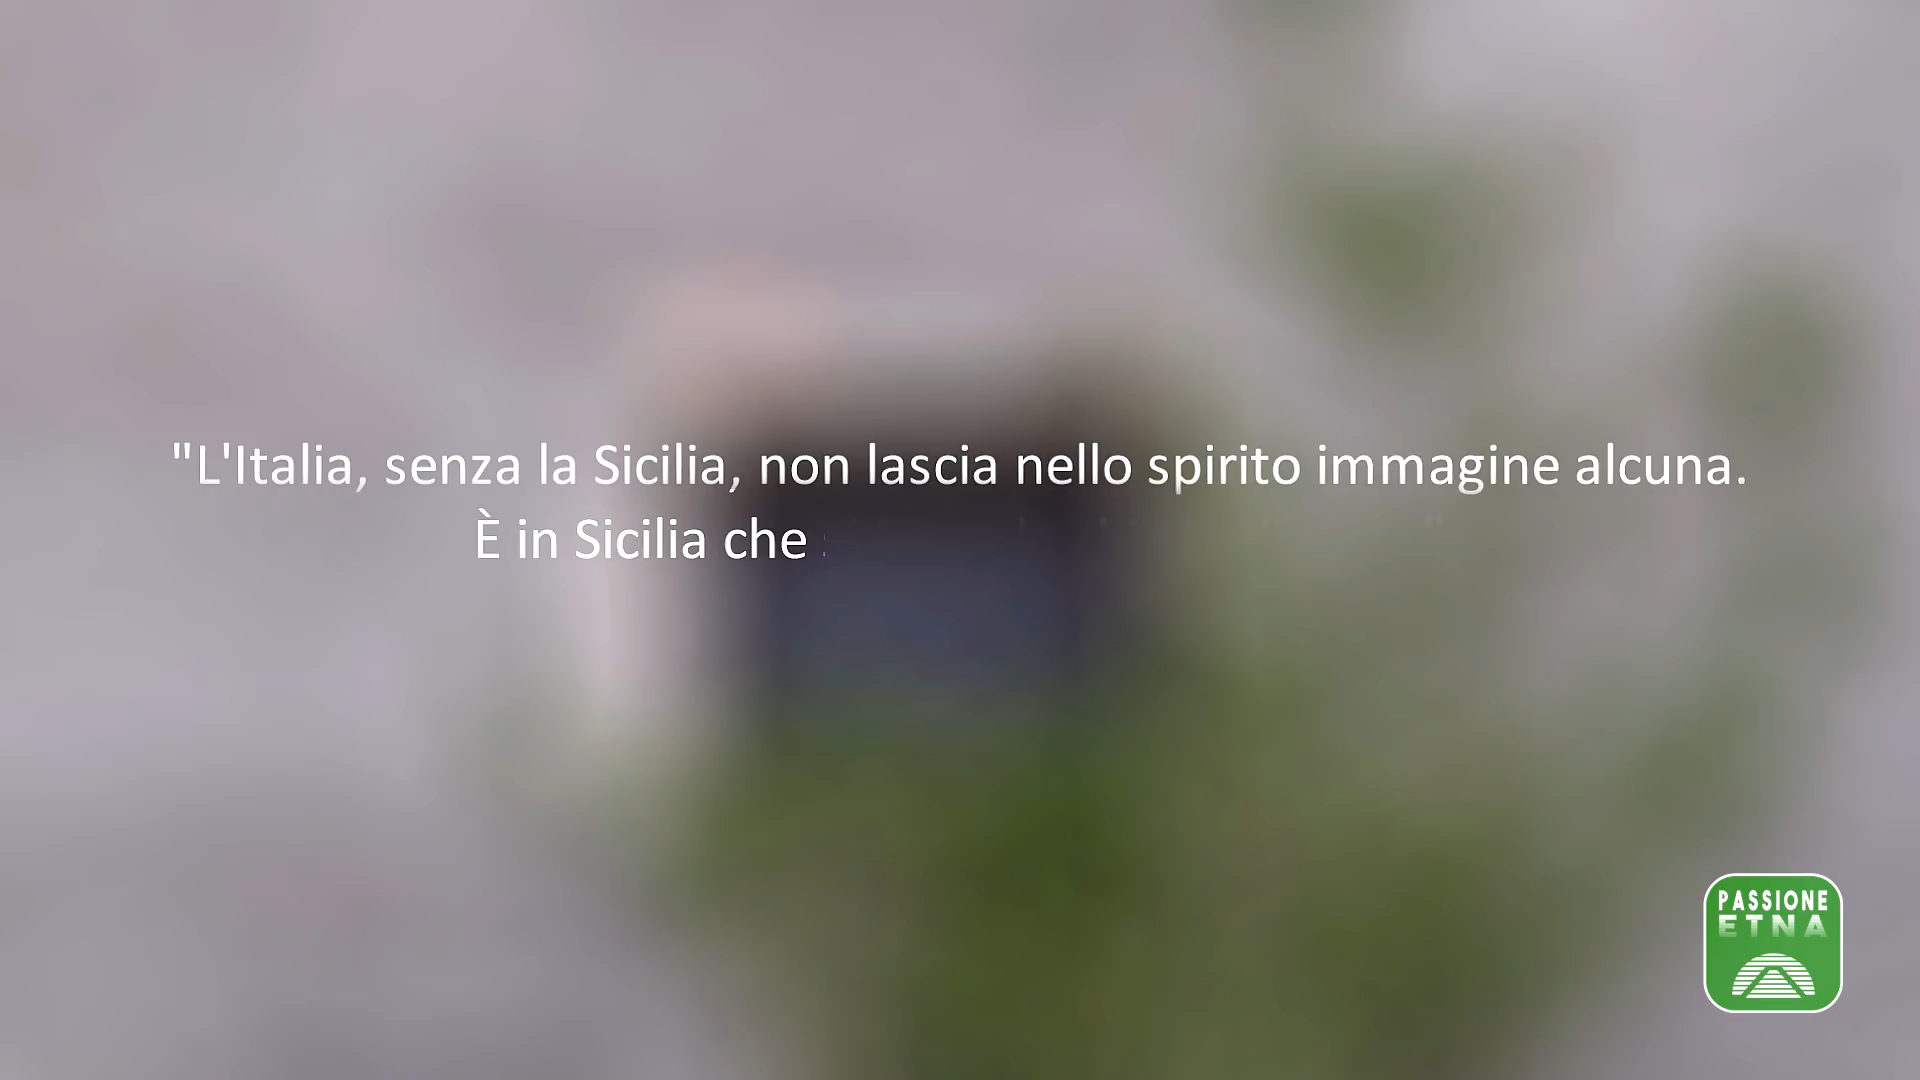 "L'Italia, senza la Sicilia, non lascia nello spirito immagine alcuna.
È in Sicilia che
PASSIONE
ETNA